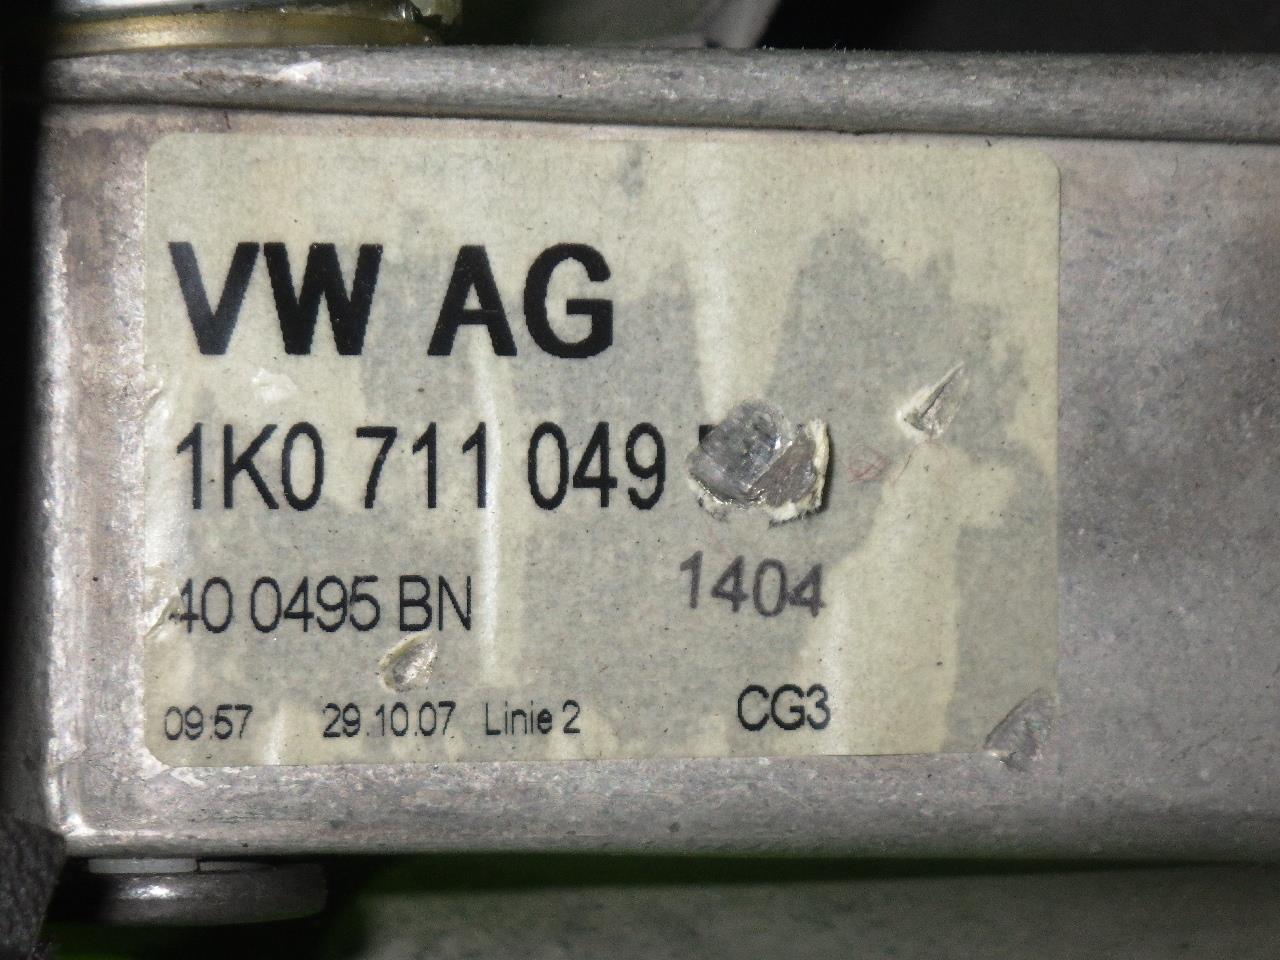 VW AG
1K0 711 049
40 0495 BN 1404
09:57 29.10.07 Linie 2 CG3